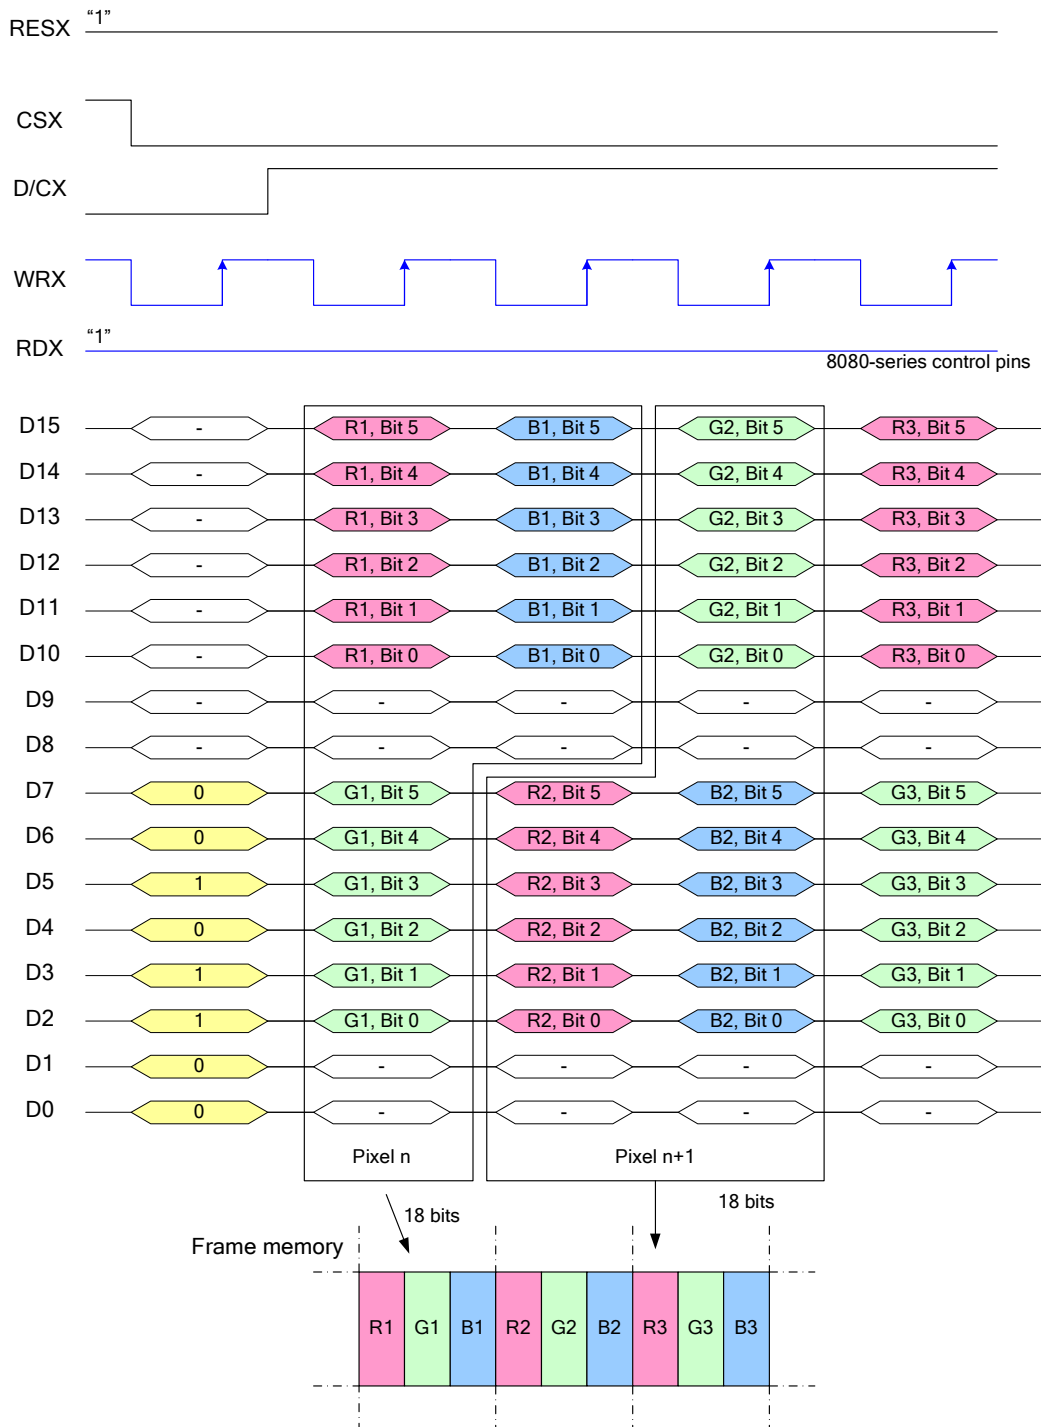 RESX “1”
CSX
D/CX
WRX
RDX “1”
8080-series control pins
D15 - R1, Bit 5 B1, Bit 5 G2, Bit 5 R3, Bit 5
D14 - R1, Bit 4 B1, Bit 4 G2, Bit 4 R3, Bit 4
D13 - R1, Bit 3 B1, Bit 3 G2, Bit 3 R3, Bit 3
D12 - R1, Bit 2 B1, Bit 2 G2, Bit 2 R3, Bit 2
D11 - R1, Bit 1 B1, Bit 1 G2, Bit 1 R3, Bit 1
D10 - R1, Bit 0 B1, Bit 0 G2, Bit 0 R3, Bit 0
D9 - - - - -
D8 - - - - -
D7 0 G1, Bit 5 R2, Bit 5 B2, Bit 5 G3, Bit 5
D6 0 G1, Bit 4 R2, Bit 4 B2, Bit 4 G3, Bit 4
D5 1 G1, Bit 3 R2, Bit 3 B2, Bit 3 G3, Bit 3
D4 0 G1, Bit 2 R2, Bit 2 B2, Bit 2 G3, Bit 2
D3 1 G1, Bit 1 R2, Bit 1 B2, Bit 1 G3, Bit 1
D2 1 G1, Bit 0 R2, Bit 0 B2, Bit 0 G3, Bit 0
D1 0 - - - -
D0 0 - - - -
Pixel n Pixel n+1
18 bits 18 bits
Frame memory
R1 G1 B1 R2 G2 B2 R3 G3 B3